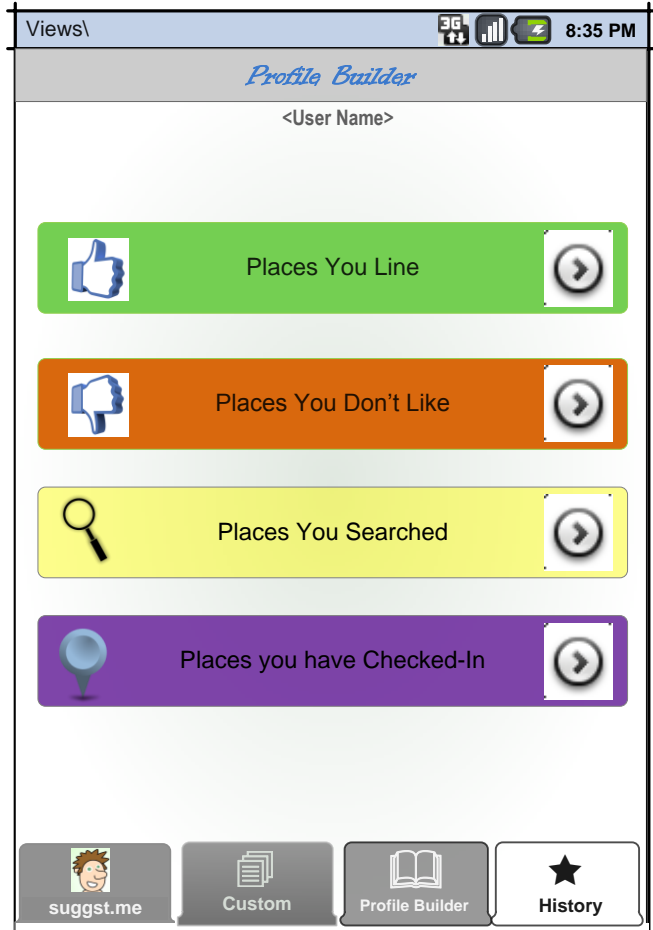 Views\
3G
8:35 PM
Profile Builder
<User Name>
Places You Line
Places You Don’t Like
Places You Searched
Places you have Checked-In
suggst.me
Custom
Profile Builder
History